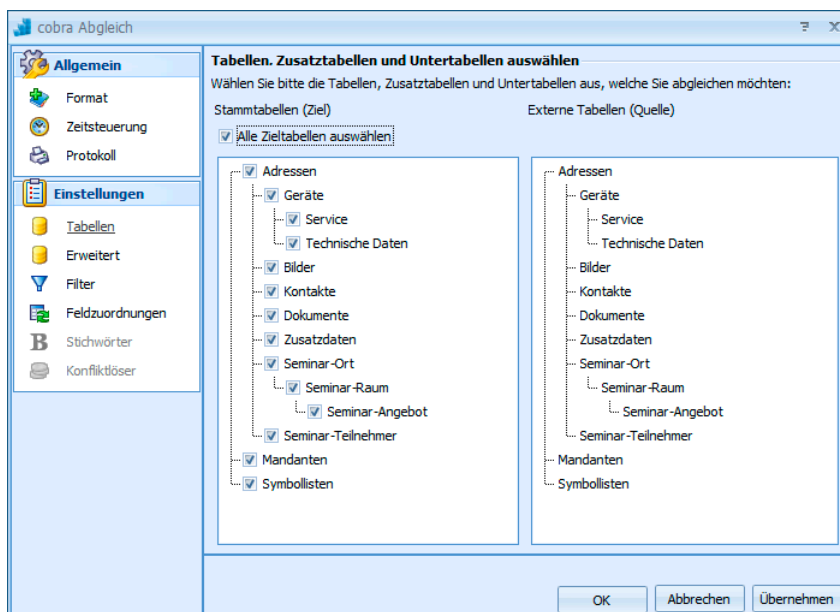 cobra Abgleich
Allgemein
Format
Zeitsteuerung
Protokoll
Einstellungen
Tabellen
Erweitert
Filter
Feldzuordnungen
B Stichwörter
Konfliktlöser
Tabellen. Zusatztabellen und Untertabellen auswählen
Wählen Sie bitte die Tabellen, Zusatztabellen und Untertabellen aus, welche Sie abgleichen möchten:
Stammtabellen (Ziel)
Alle Zieltabellen auswählen
Adressen
Geräte
Service
Technische Daten
Bilder
Kontakte
Dokumente
Zusatzdaten
Seminar-Ort
Seminar-Raum
Seminar-Angebot
Seminar-Teilnehmer
Mandanten
Symbollisten
Externe Tabellen (Quelle)
Adressen
Geräte
Service
Technische Daten
Bilder
Kontakte
Dokumente
Zusatzdaten
Seminar-Ort
Seminar-Raum
Seminar-Angebot
Seminar-Teilnehmer
Mandanten
Symbollisten
OK
Abbrechen
Übernehmen